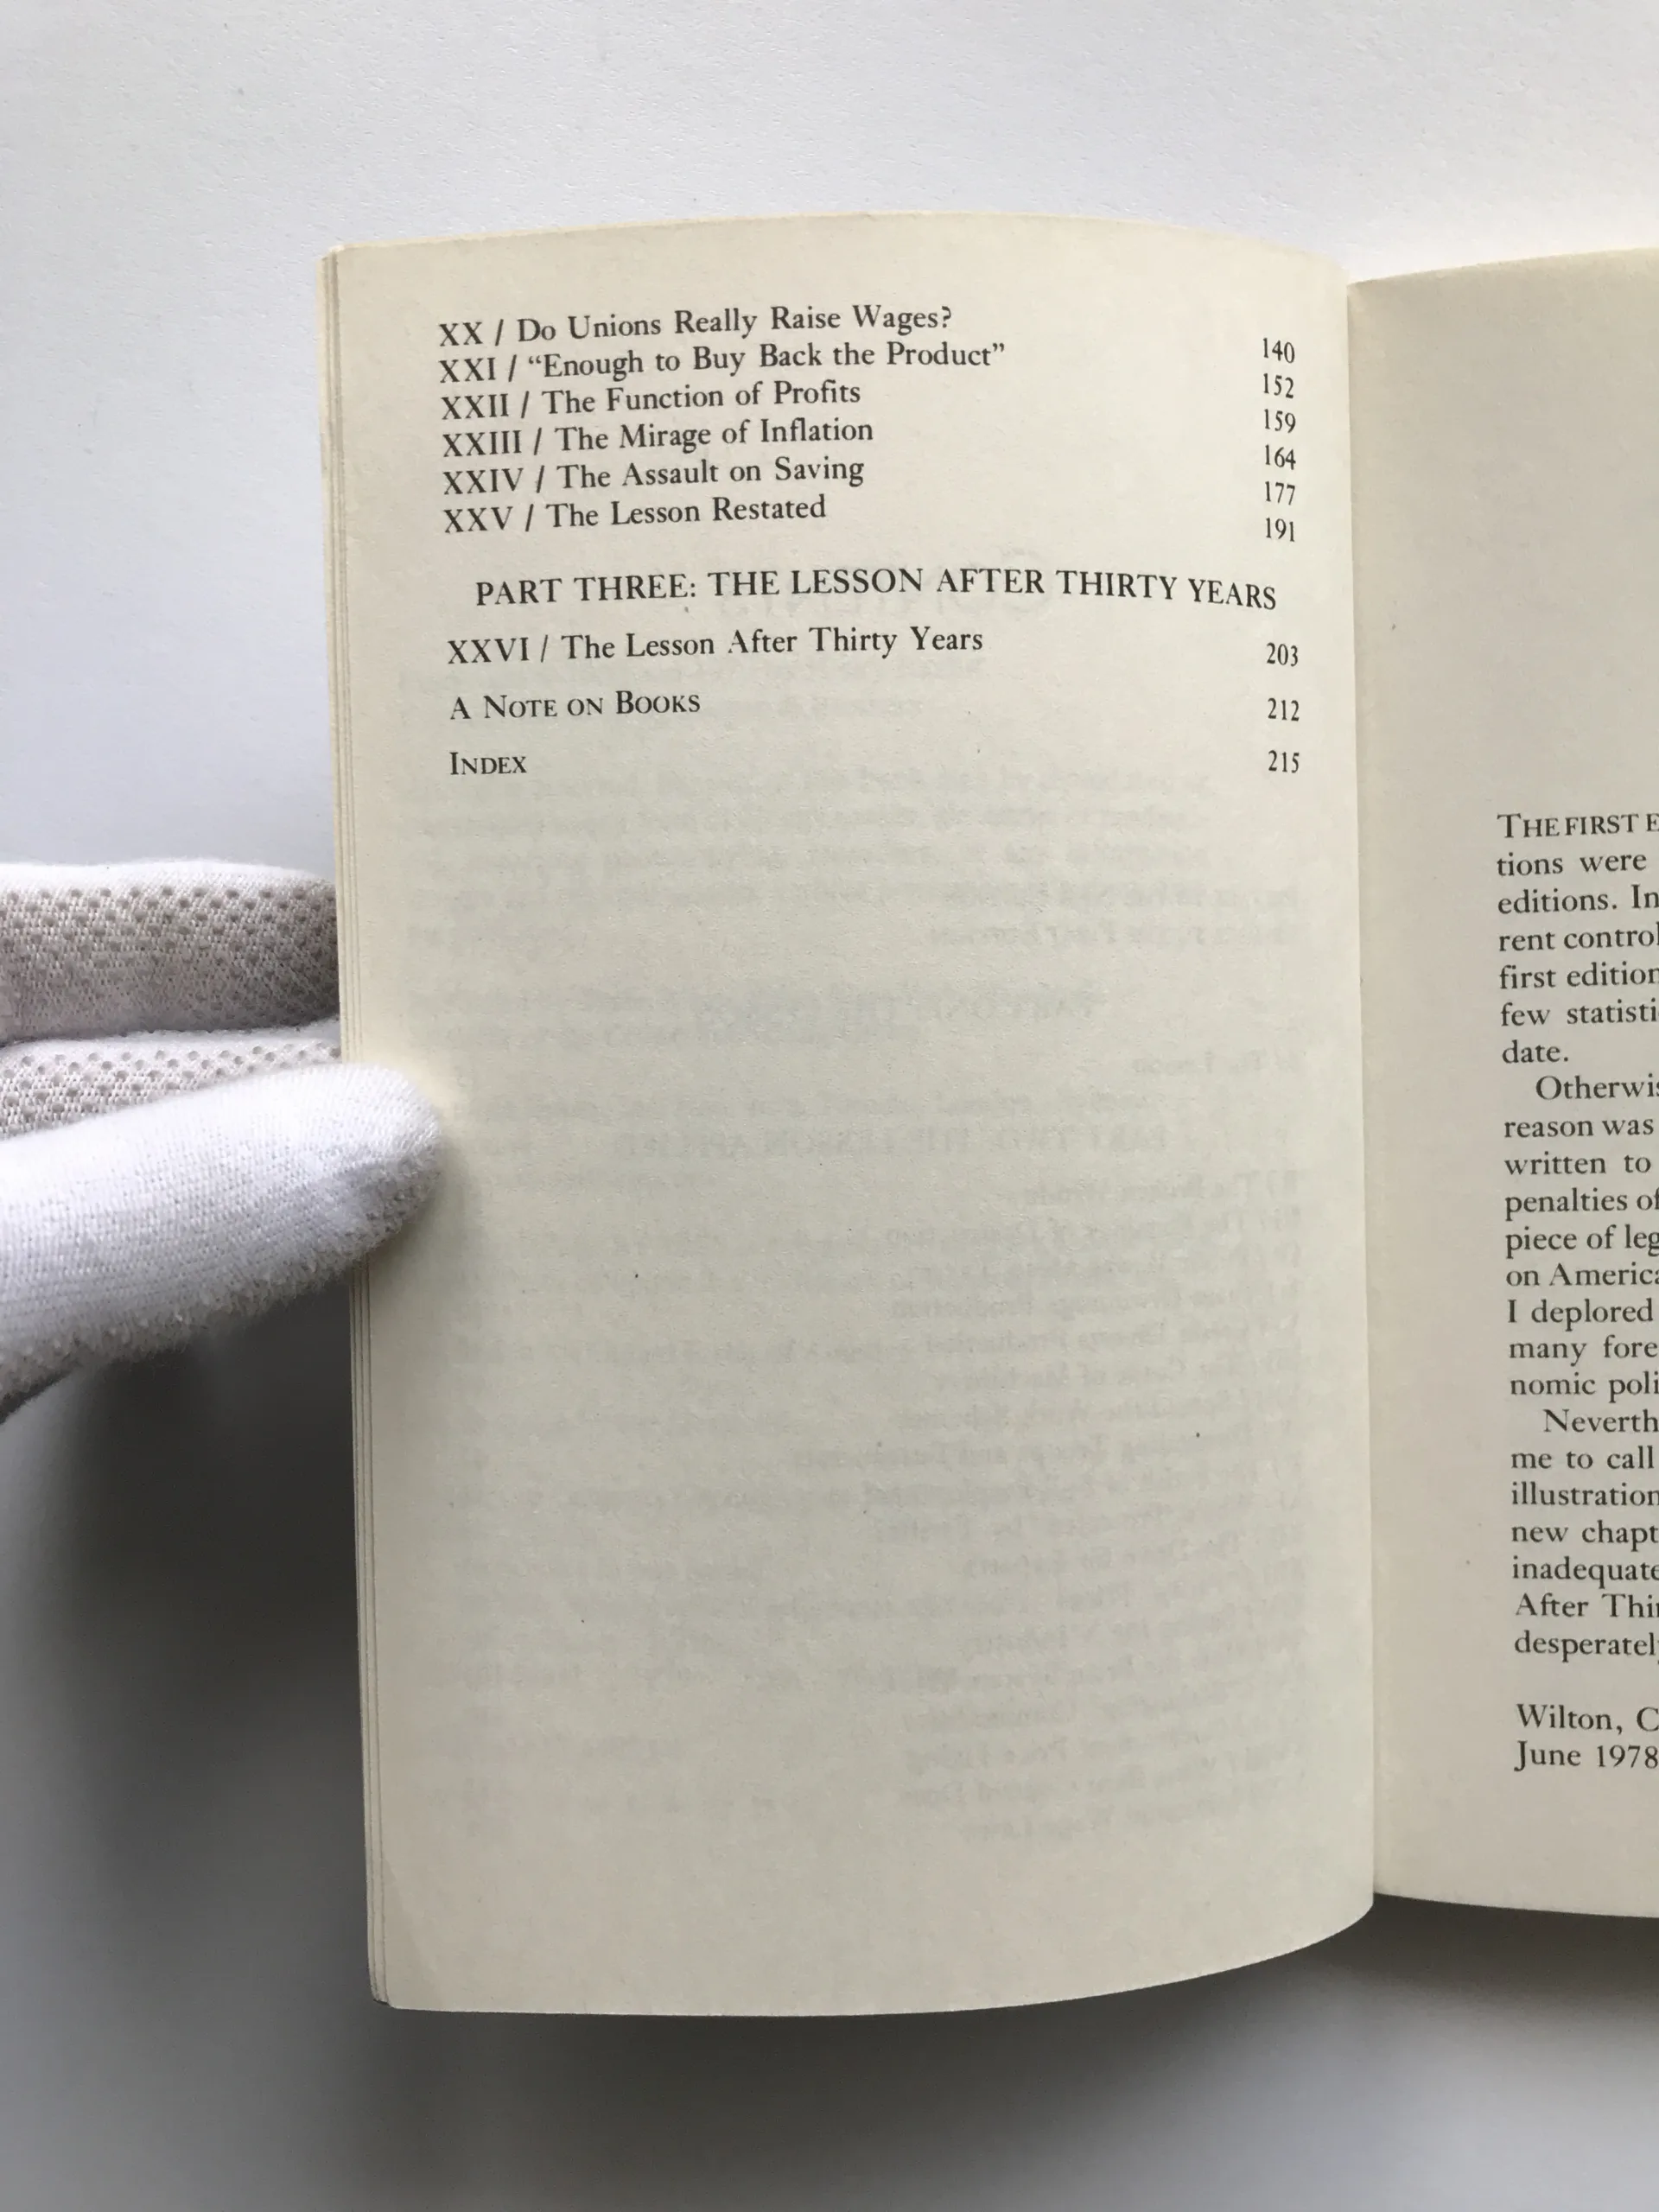 XX / Do Unions Really Raise Wages? 140
XXI / “Enough to Buy Back the Product” 152
XXII / The Function of Profits 159
XXIII / The Mirage of Inflation 164
XXIV / The Assault on Saving 177
XXV / The Lesson Restated 191
PART THREE: THE LESSON AFTER THIRTY YEARS
XXVI / The Lesson After Thirty Years 203
A NOTE ON BOOKS 212
INDEX 215
THE FIRST
tions were
editions. In
rent control
first edition
few statisti
date.
Otherwis
reason was
written to
penalties of
piece of leg
on America
I deplored
many fore
nomic poli
Neverth
me to call
illustration
new chapt
inadequate
After Thir
desperately
Wilton, C
June 1978